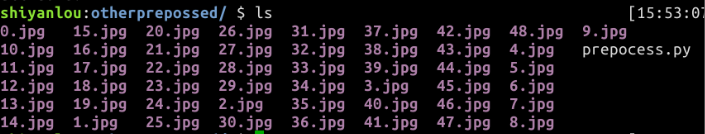 shiyanlou:otherprepossed/ $ ls [15:53:07
0.jpg 15.jpg 20.jpg 26.jpg 31.jpg 37.jpg 42.jpg 48.jpg 9.jpg
10.jpg 16.jpg 21.jpg 27.jpg 32.jpg 38.jpg 43.jpg 4.jpg prepocess.py
11.jpg 17.jpg 22.jpg 28.jpg 33.jpg 39.jpg 44.jpg 5.jpg
12.jpg 18.jpg 23.jpg 29.jpg 34.jpg 3.jpg 45.jpg 6.jpg
13.jpg 19.jpg 24.jpg 2.jpg 35.jpg 40.jpg 46.jpg 7.jpg
14.jpg 1.jpg 25.jpg 30.jpg 36.jpg 41.jpg 47.jpg 8.jpg